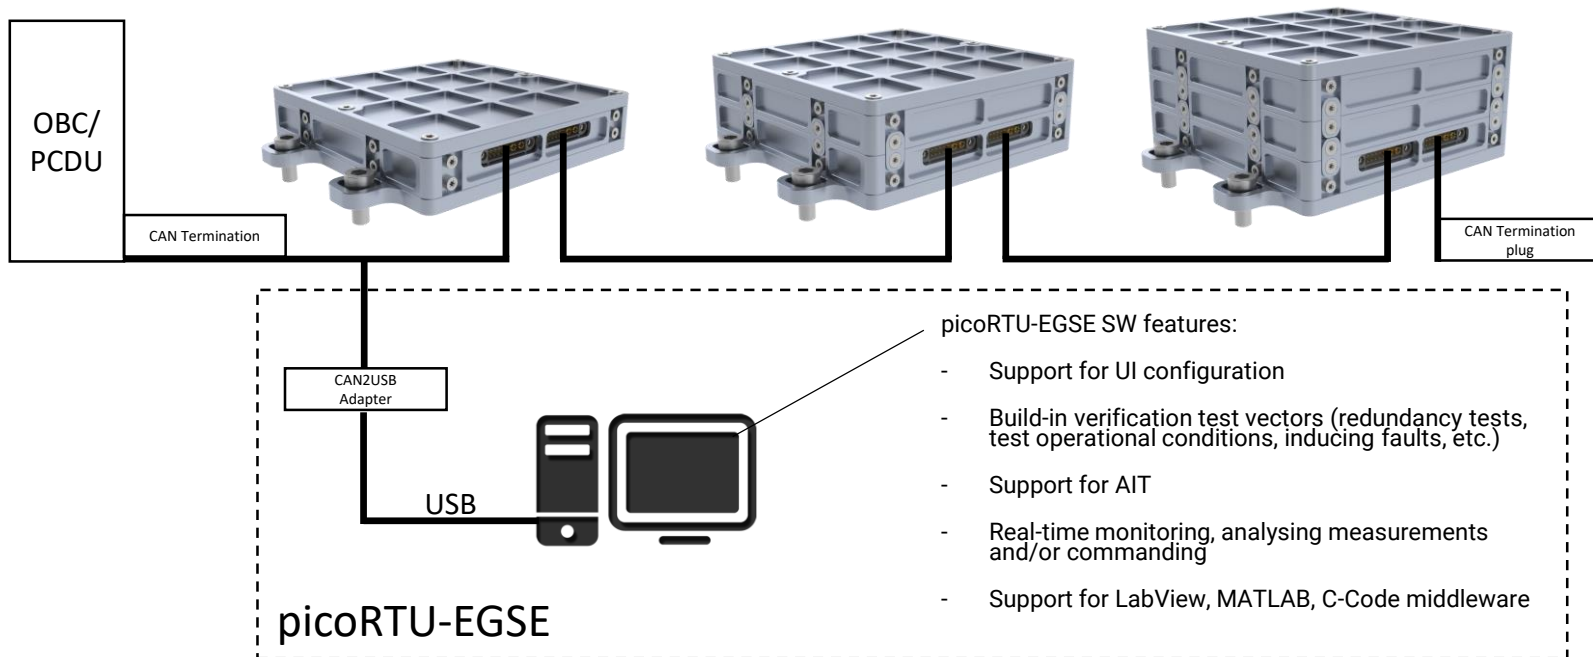 OBC/
PCDU
CAN Termination
CAN Termination
plug
picoRTU-EGSE SW features:
- Support for UI configuration
- Build-in verification test vectors (redundancy tests,
test operational conditions, inducing faults, etc.)
- Support for AIT
- Real-time monitoring, analysing measurements
and/or commanding
- Support for LabView, MATLAB, C-Code middleware
CAN2USB
Adapter
USB
picoRTU-EGSE